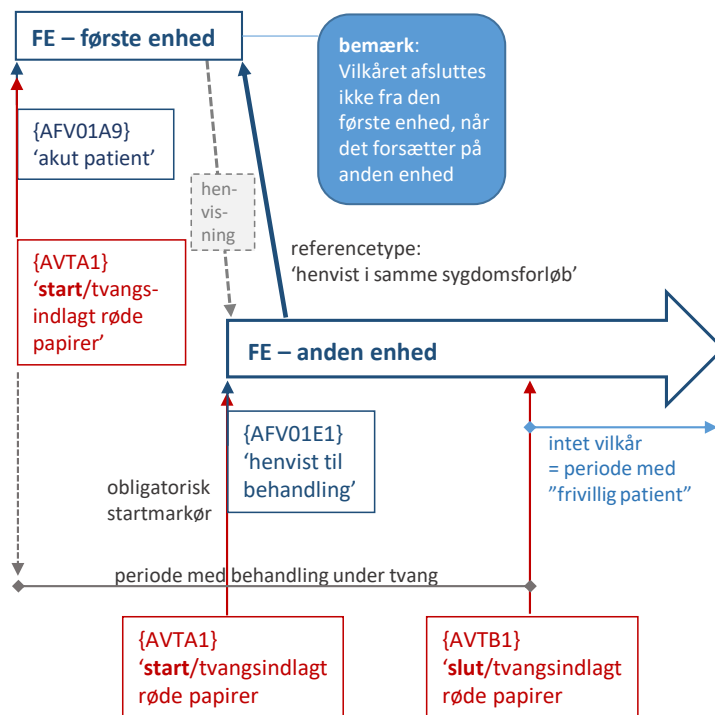 FE – første enhed
bemærk:
Vilkåret afsluttes
ikke fra den
første enhed, når
det forsætter på
anden enhed
{AFV01A9}
‘akut patient’
hen-
vis-
ning
{AVTA1}
‘start/tvangs-
indlagt røde
papirer’
referencetype:
‘henvist i samme sygdomsforløb’
FE – anden enhed
{AFV01E1}
‘henvist til
behandling’
obligatorisk
startmarkør
intet vilkår
= periode med
”frivillig patient”
periode med behandling under tvang
{AVTA1}
‘start/tvangsindlagt
røde papirer
{AVTB1}
‘slut/tvangsindlagt
røde papirer